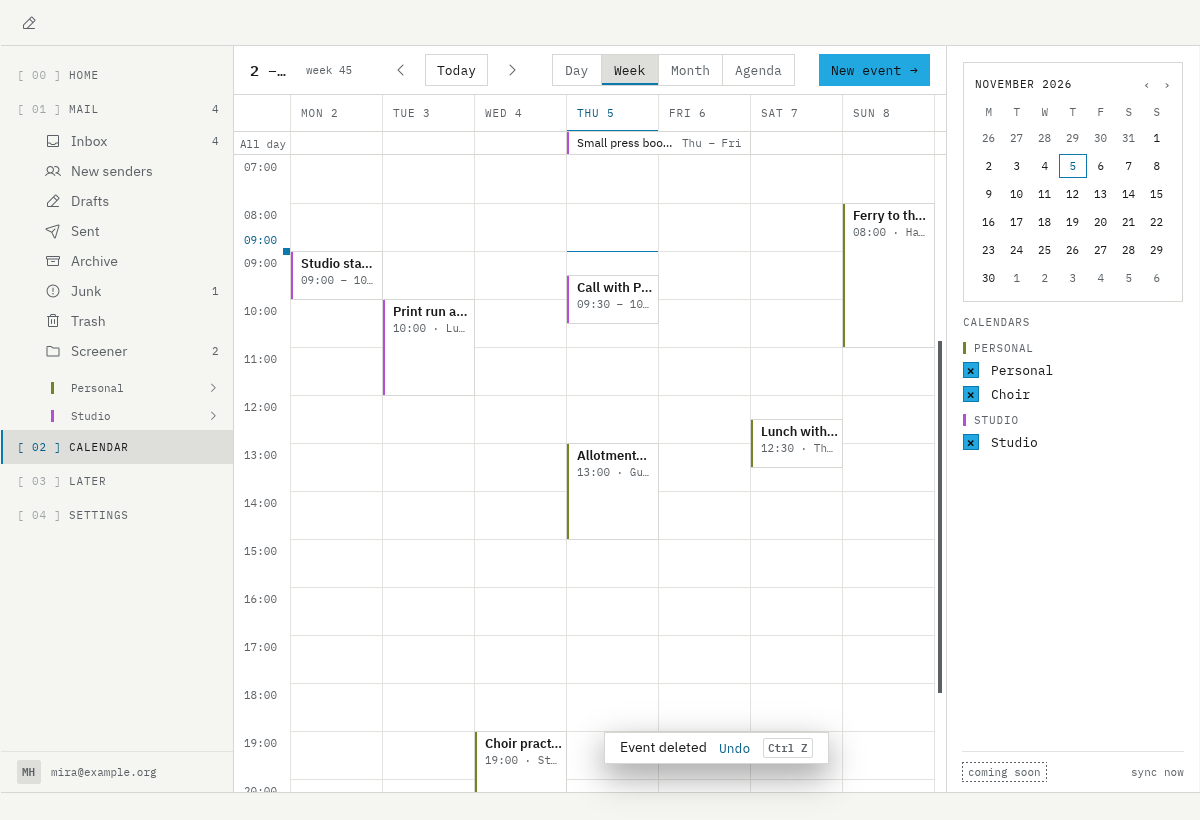 [ 00 ] HOME
[ 01 ] MAIL 4
Inbox 4
New senders
Drafts
Sent
Archive
Junk 1
Trash
Screener 2
Personal
Studio
[ 02 ] CALENDAR
[ 03 ] LATER
[ 04 ] SETTINGS
MH mira@example.org
2 –… week 45 Today Day Week Month Agenda New event →
MON 2 TUE 3 WED 4 THU 5 FRI 6 SAT 7 SUN 8
All day Small press boo… Thu – Fri
07:00
08:00
09:00
09:00
10:00
11:00
12:00
13:00
14:00
15:00
16:00
17:00
18:00
19:00
20:00
Studio sta…
09:00 – 10…
Print run a…
10:00 · Lu…
Choir pract…
19:00 · St…
Call with P…
09:30 – 10…
Allotment…
13:00 · Gu…
Lunch with…
12:30 · Th…
Ferry to th…
08:00 · Ha…
Event deleted Undo Ctrl Z
NOVEMBER 2026 ‹ ›
M T W T F S S
26 27 28 29 30 31 1
2 3 4 5 6 7 8
9 10 11 12 13 14 15
16 17 18 19 20 21 22
23 24 25 26 27 28 29
30 1 2 3 4 5 6
CALENDARS
PERSONAL
Personal
Choir
STUDIO
Studio
coming soon sync now